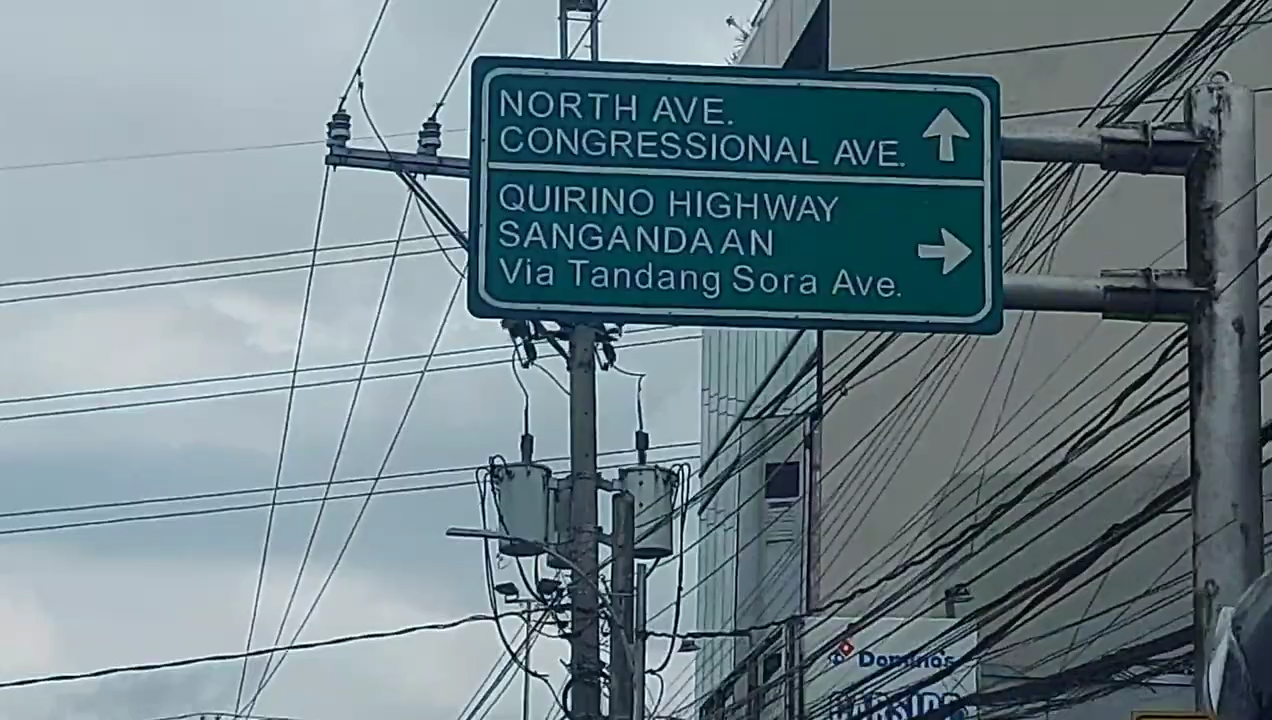 NORTH AVE.
CONGRESSIONAL AVE.
QUIRINO HIGHWAY
SANGANDAAN
Via Tandang Sora Ave.
Domino's